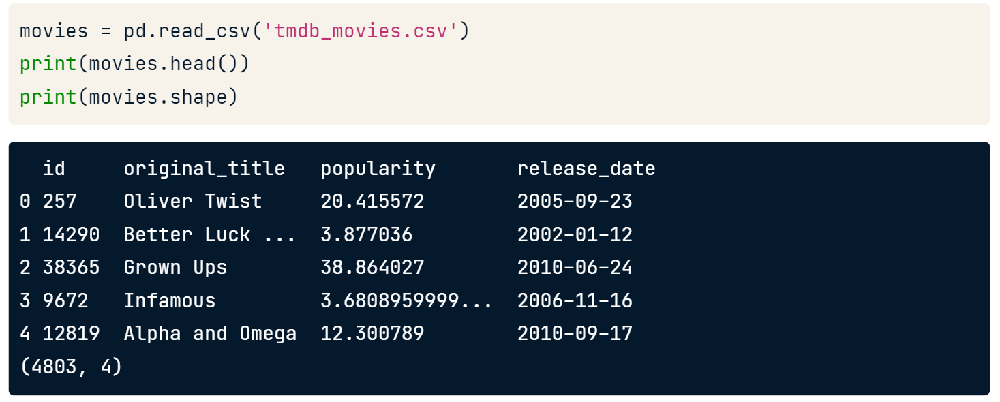 movies = pd.read_csv('tmdb_movies.csv')
print(movies.head())
print(movies.shape)
id original_title popularity release_date
0 257 Oliver Twist 20.415572 2005-09-23
1 14290 Better Luck ... 3.877036 2002-01-12
2 38365 Grown Ups 38.864027 2010-06-24
3 9672 Infamous 3.6808959999... 2006-11-16
4 12819 Alpha and Omega 12.300789 2010-09-17
(4803, 4)